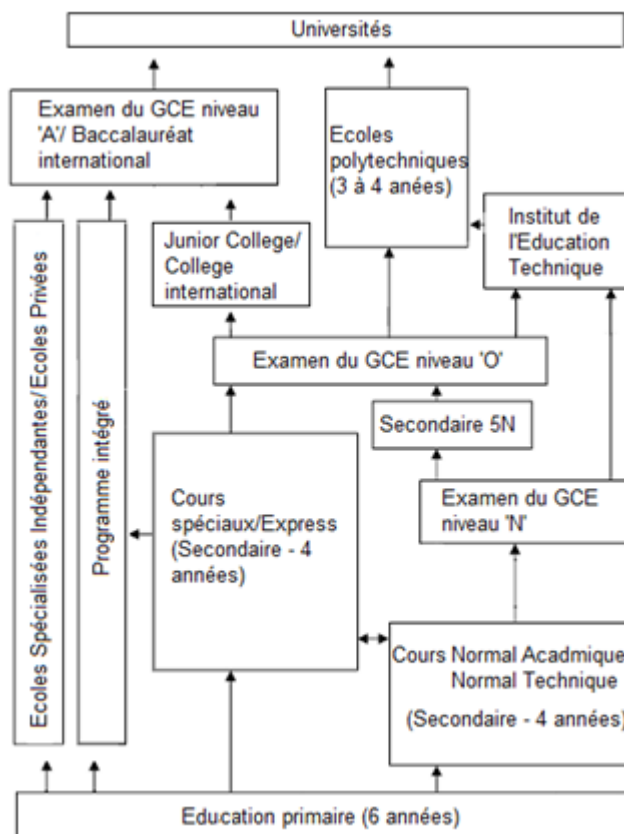 Universités
Examen du GCE niveau
'A'/ Baccalauréat
international
Ecoles
polytechniques
(3 à 4 anées)
Institut de
l'Education
Technique
Junior College/
College
international
Ecoles Spécialisées Indépendantes/ Ecoles Privées
Programme intégré
Examen du GCE niveau 'O'
Secondaire 5N
Cours
spéciaux/Express
(Secondaire - 4
années)
Examen du GCE
niveau 'N'
Cours Normal Acadmique
Normal Technique
(Secondaire - 4 années)
Education primaire (6 années)